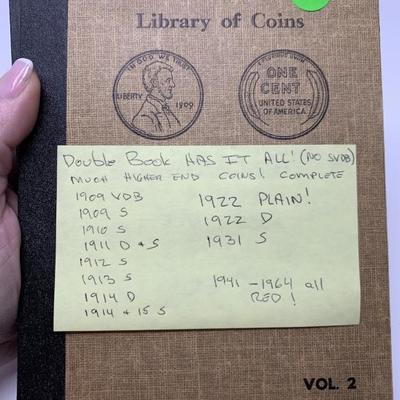 Library of Coins
IN GOD WE TRUST
LIBERTY
1909
E PLURIBUS UNUM
ONE
CENT
UNITED STATES
OF AMERICA
Double Book HAS IT ALL! (NO SVDB)
MUCH HIGHER END COINS! COMPLETE
1909 VDB
1909 S
1910 S
1911 D + S
1912 S
1913 S
1914 D
1914 + 15 S
1922 PLAIN!
1922 D
1931 S
1941 - 1964 all
RED!
VOL. 2